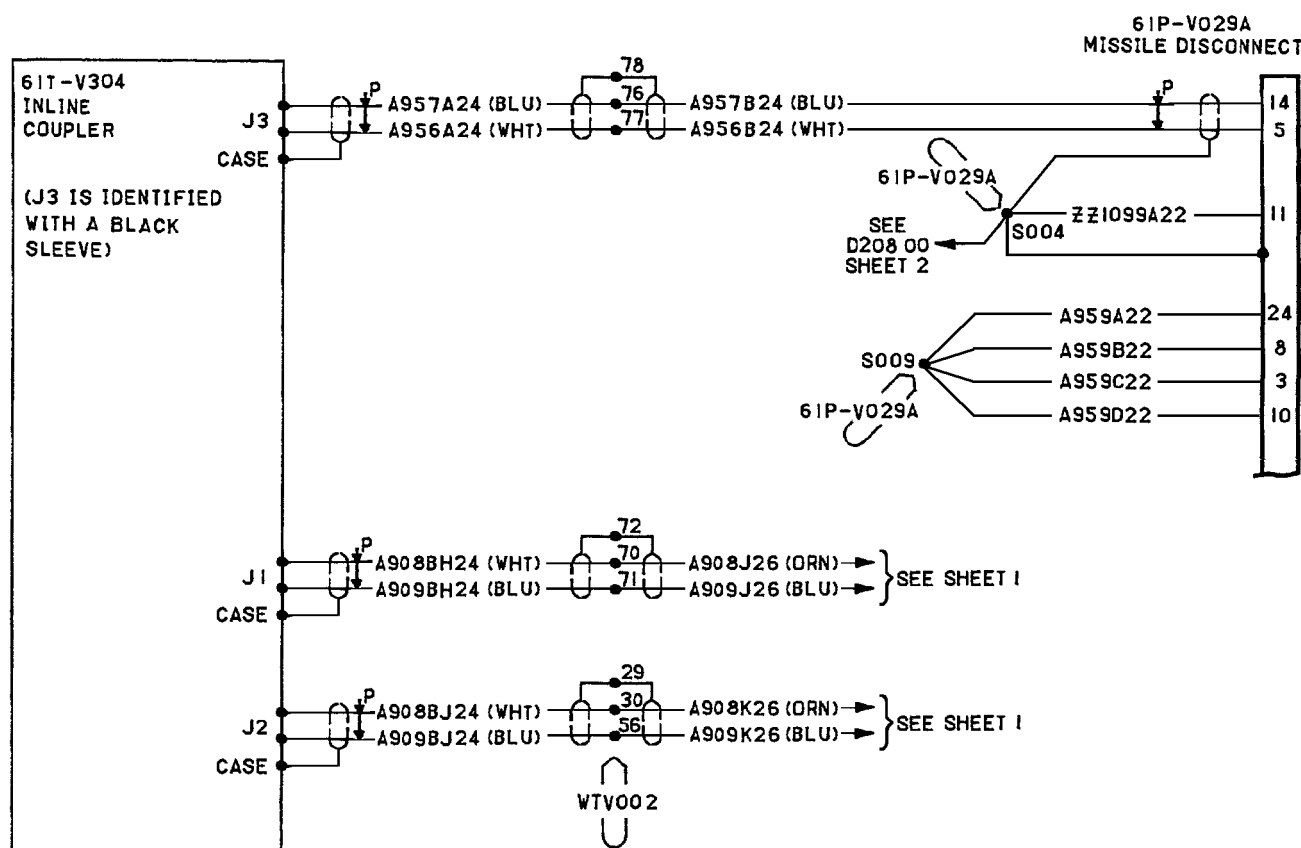 61P-V029A
MISSILE DISCONNECT
61T-V304
INLINE
COUPLER
(J3 IS IDENTIFIED
WITH A BLACK
SLEEVE)
J3
CASE
P
A957A24 (BLU)
A956A24 (WHT)
78
76
77
A957B24 (BLU)
A956B24 (WHT)
P
14
5
61P-V029A
S004
ZZ1099A22
11
SEE
D208 00
SHEET 2
S009
61P-V029A
A959A22
24
A959B22
8
A959C22
3
A959D22
10
J1
CASE
P
A908BH24 (WHT)
A909BH24 (BLU)
72
70
71
A908J26 (ORN)
A909J26 (BLU)
SEE SHEET 1
J2
CASE
P
A908BJ24 (WHT)
A909BJ24 (BLU)
29
30
56
A908K26 (ORN)
A909K26 (BLU)
SEE SHEET 1
WTV002